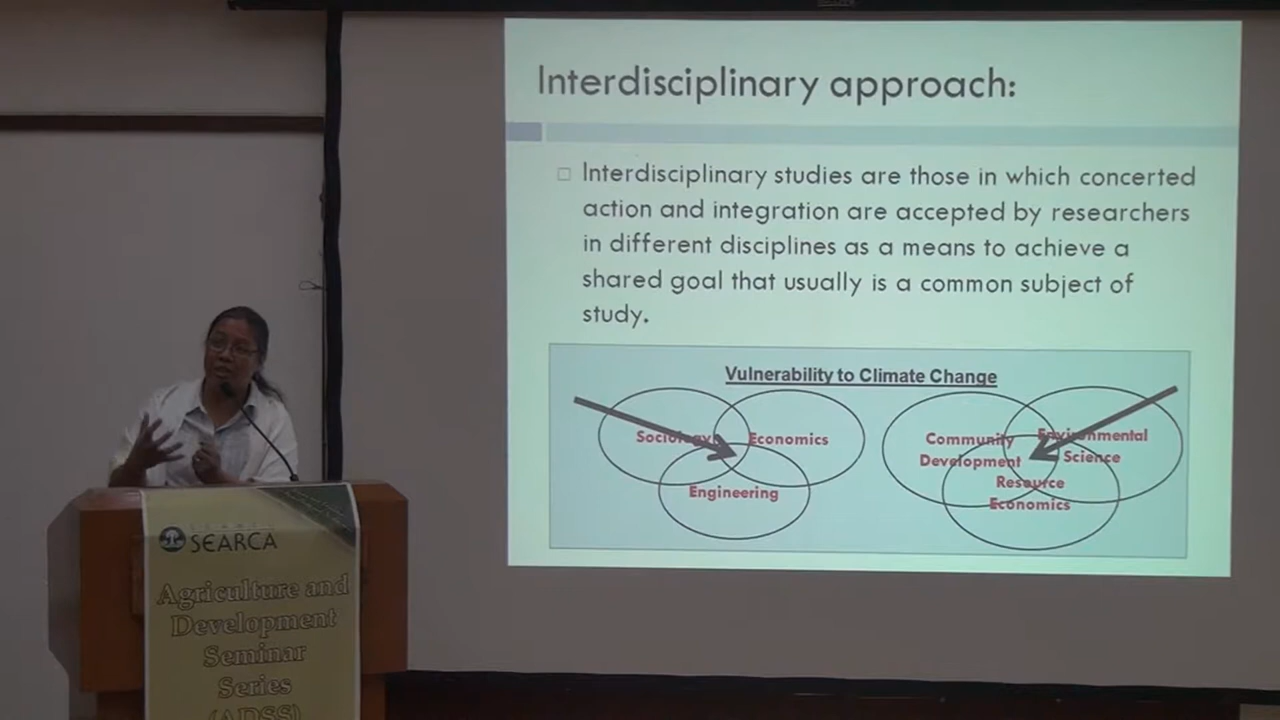 Interdisciplinary approach:
Interdisciplinary studies are those in which concerted
action and integration are accepted by researchers
in different disciplines as a means to achieve a
shared goal that usually is a common subject of
study.
Vulnerability to Climate Change
Sociology
Economics
Engineering
Community
Development
Environmental
Science
Resource
Economics
SEARCA
Agriculture and
Development
Seminar
Series
(ADSS)